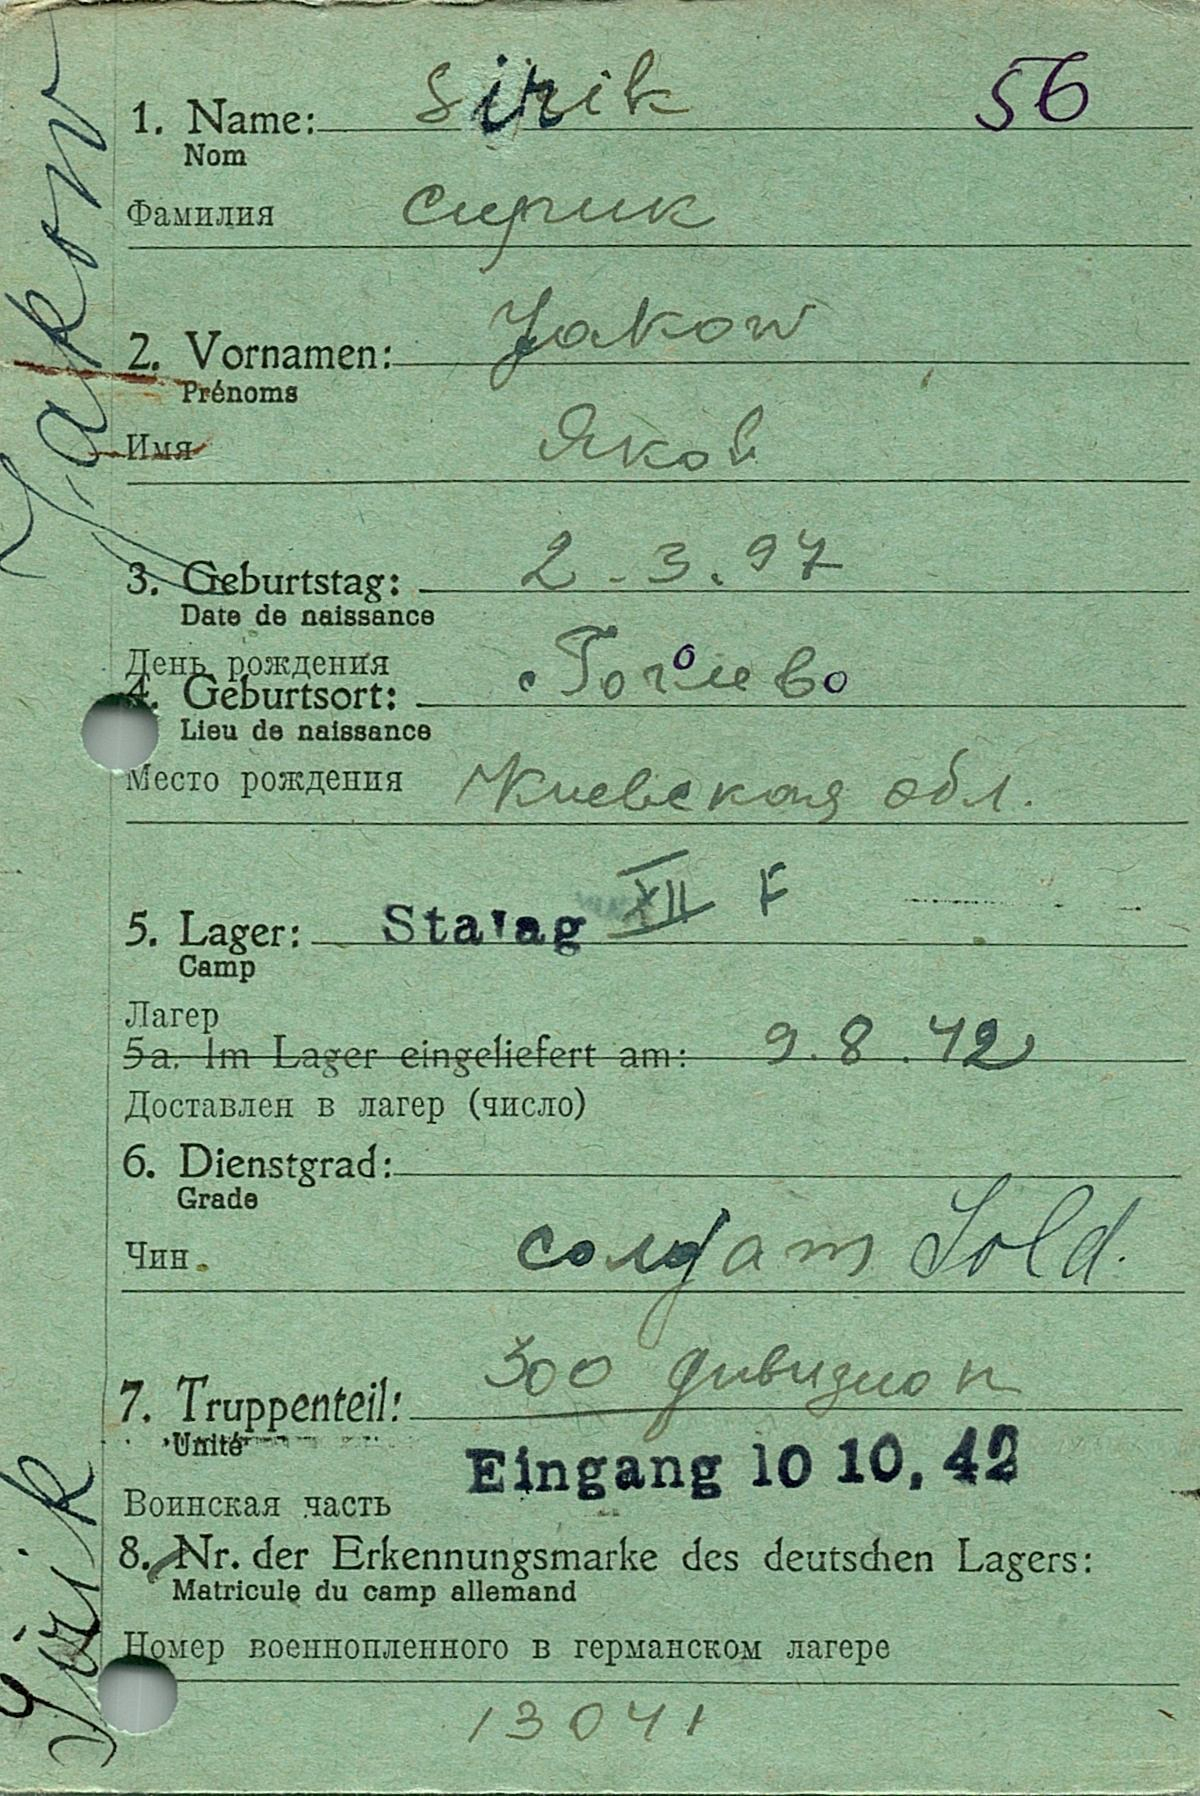 1. Name: Sirik 56
Nom
Фамилия Сирик
2. Vornamen: Jakow
Prénoms
Имя Яков
3. Geburtstag: 2.3.97
Date de naissance
День рождения
4. Geburtsort:
Lieu de naissance
Место рождения Киевская обл.
5. Lager: Stalag XII F
Camp
Лагер
5a. Im Lager eingeliefert am: 9.8.42
Доставлен в лагер (число)
6. Dienstgrad:
Grade
Чин. солдат Sold.
7. Truppenteil: 300 дивизион
Unité
Eingang 10 10. 42
Воинская часть
8. Nr. der Erkennungsmarke des deutschen Lagers:
Matricule du camp allemand
Номер военнопленного в германском лагере
13041
Sirik Jakow